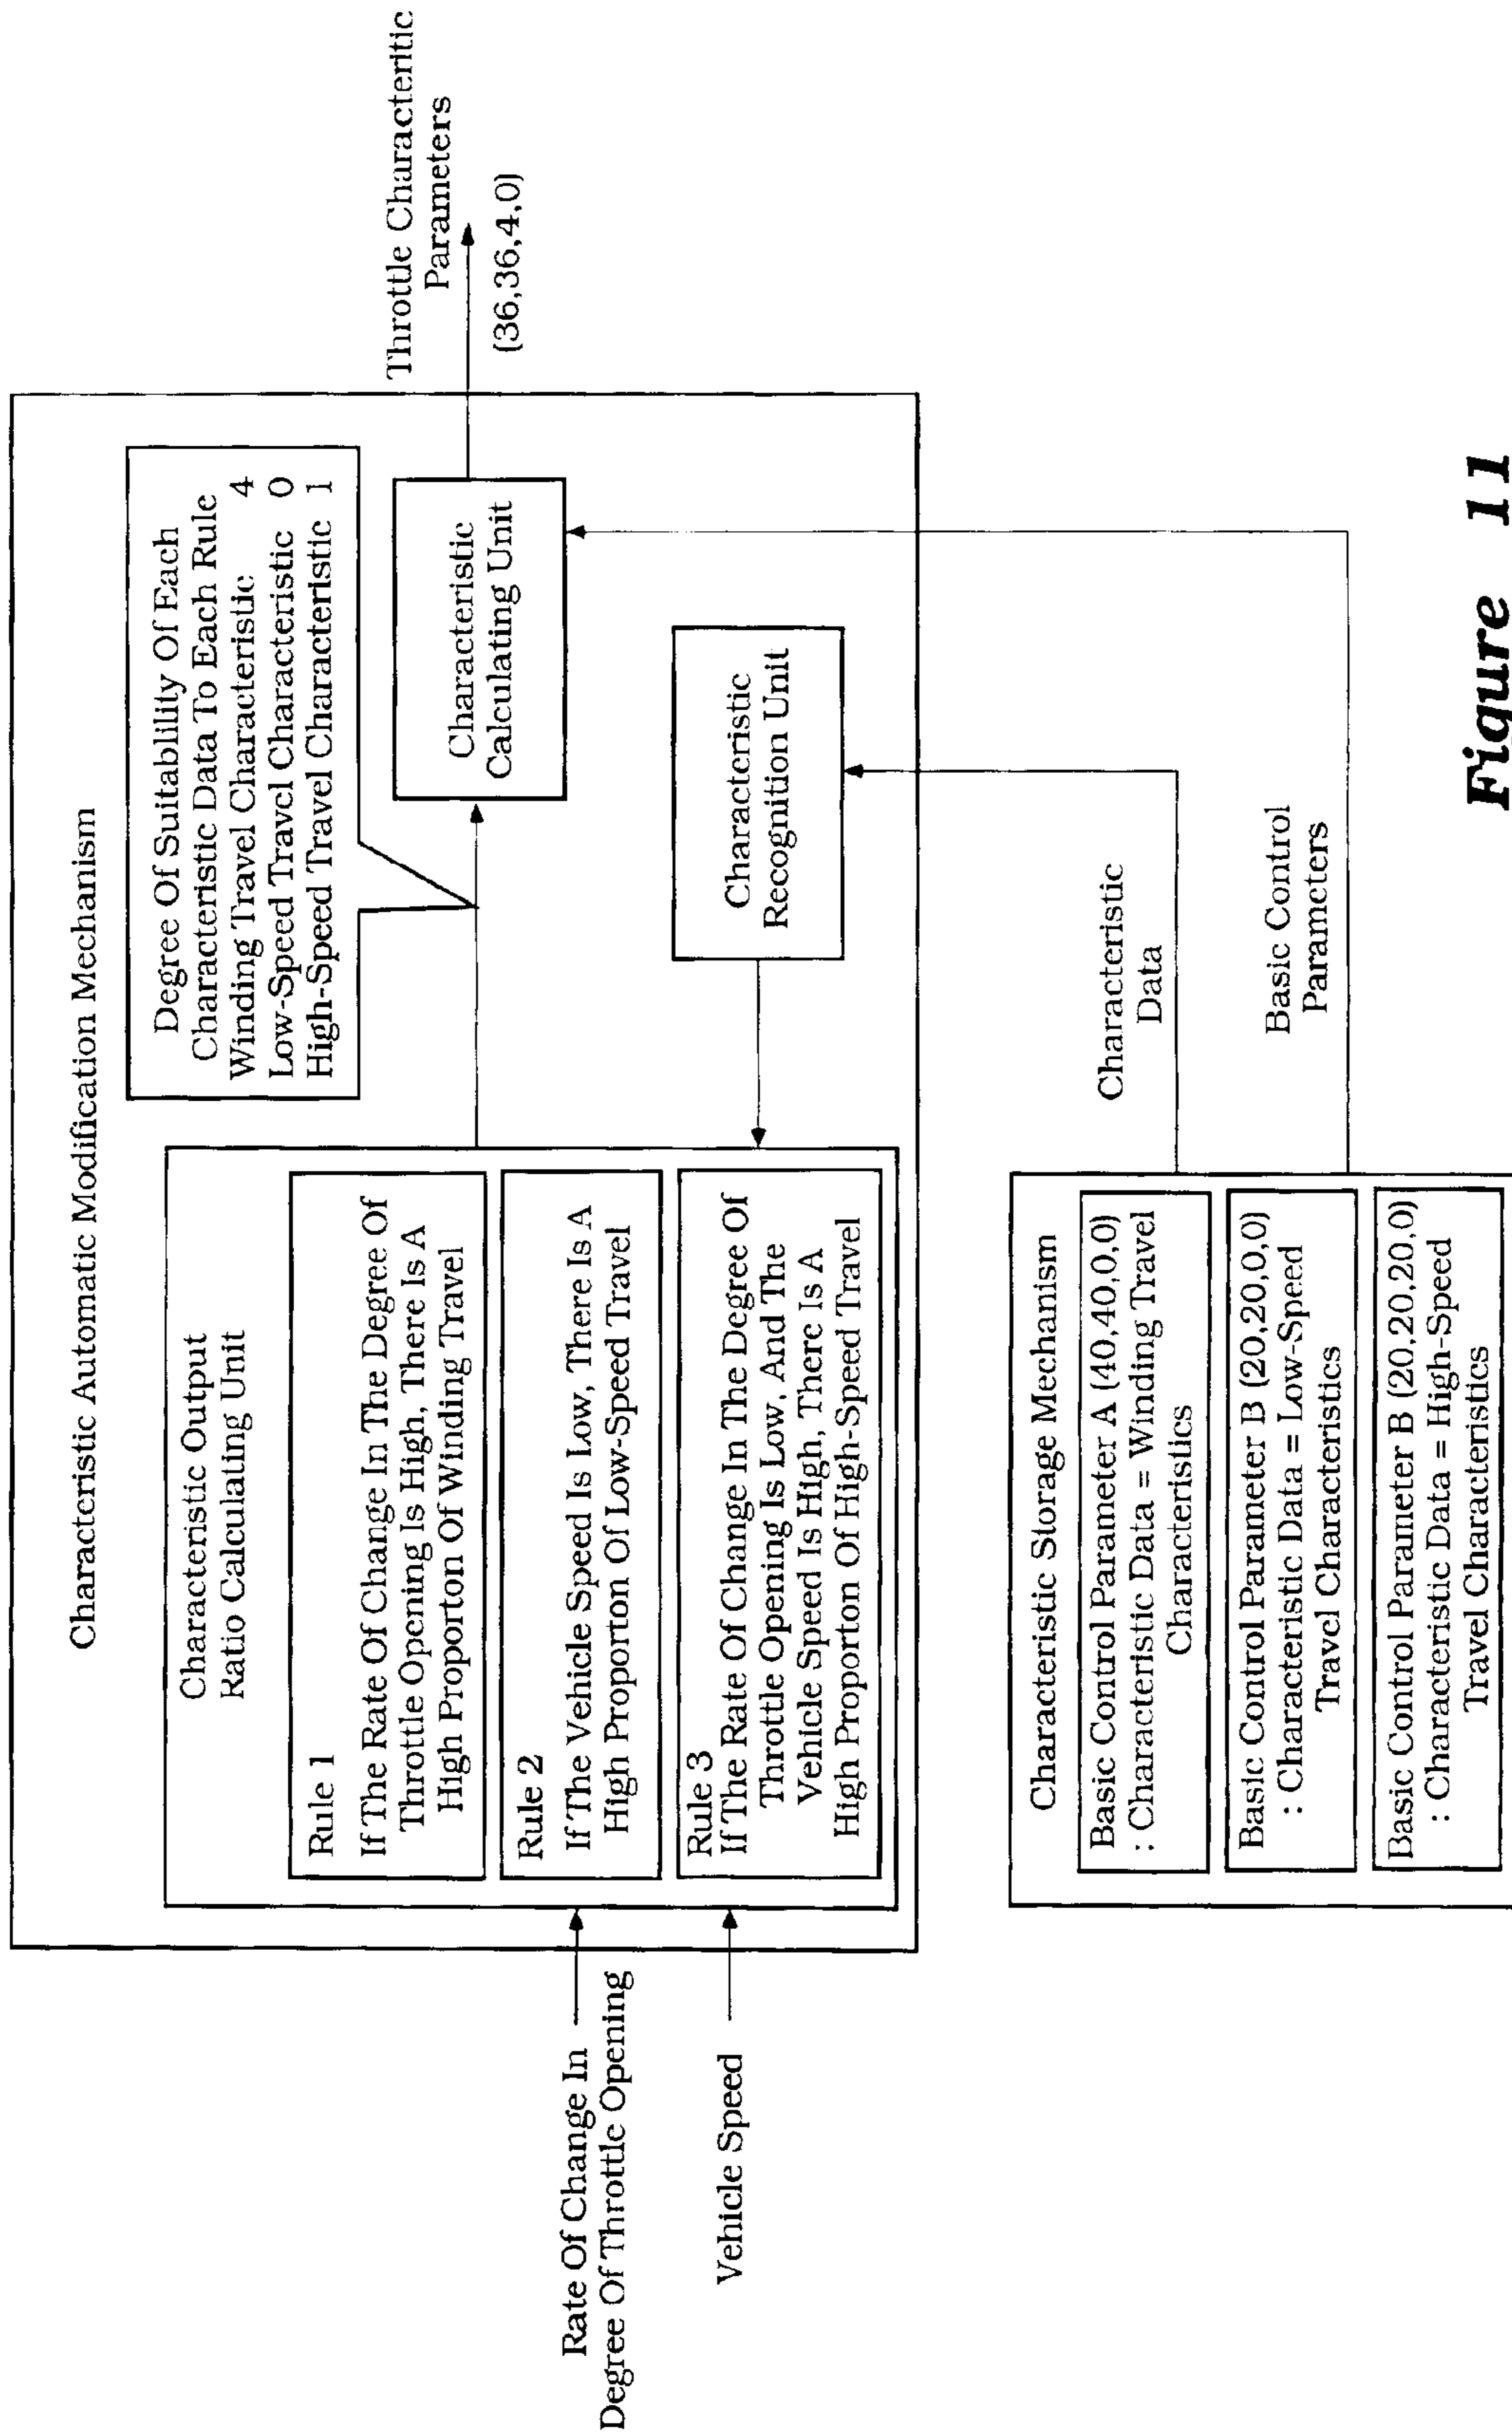 Characteristic Automatic Modification Mechanism
Characteristic Output
Ratio Calculating Unit
Rule 1
If The Rate Of Change In The Degree Of
Throttle Opening Is High, There Is A
High Proporton Of Winding Travel
Rule 2
If The Vehicle Speed Is Low, There Is A
High Proporton Of Low-Speed Travel
Rule 3
If The Rate Of Change In The Degree Of
Throttle Opening Is Low, And The
Vehicle Speed Is High, There Is A
High Proporton Of High-Speed Travel
Rate Of Change In
Degree Of Throttle Opening
Vehicle Speed
Degree Of Suitablility Of Each
Characteristic Data To Each Rule
Winding Travel Characteristic 4
Low-Speed Travel Characteristic 0
High-Speed Travel Characteristic 1
Characteristic
Calculating Unit
Characteristic
Recognition Unit
Throttle Characteritic
Parameters
(36,36,4,0)
Characteristic Storage Mechanism
Basic Control Parameter A (40,40,0,0)
: Characteristic Data = Winding Travel
Characteristics
Basic Control Parameter B (20,20,0,0)
: Characteristic Data = Low-Speed
Travel Characteristics
Basic Control Parameter B (20,20,20,0)
: Characteristic Data = High-Speed
Travel Characteristics
Characteristic
Data
Basic Control
Parameters
Figure 11